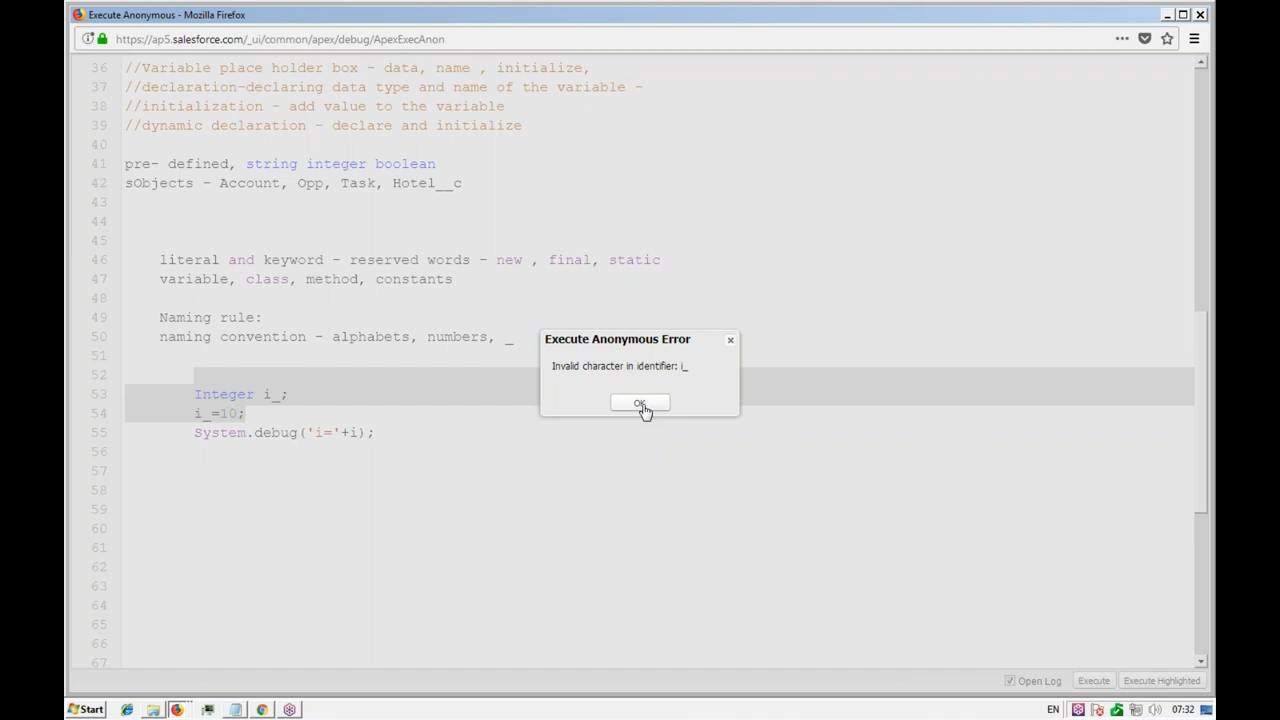 Execute Anonymous - Mozilla Firefox
https://ap5.salesforce.com/_ui/common/apex/debug/ApexExecAnon
36 //Variable place holder box - data, name , initialize,
37 //declaration-declaring data type and name of the variable -
38 //initialization - add value to the variable
39 //dynamic declaration - declare and initialize
40
41 pre- defined, string integer boolean
42 sObjects - Account, Opp, Task, Hotel__c
43
44
45
46 literal and keyword - reserved words - new , final, static
47 variable, class, method, constants
48
49 Naming rule:
50 naming convention - alphabets, numbers, _
51
52
53 Integer i_;
54 i_=10;
55 System.debug('i='+i);
56
57
58
59
60
61
62
63
64
65
66
67
Execute Anonymous Error
Invalid character in identifier: i_
OK
Open Log Execute Execute Highlighted
Start EN 07:32